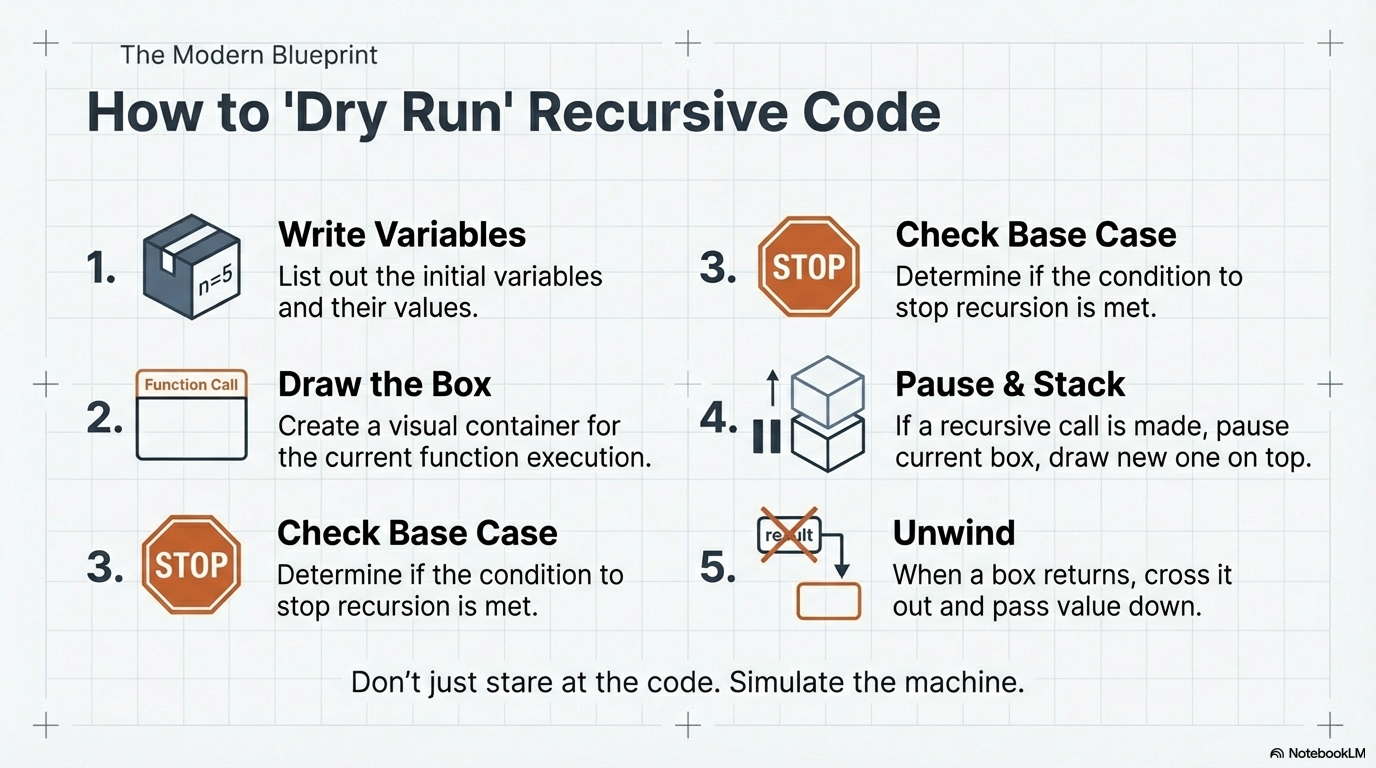 The Modern Blueprint
How to 'Dry Run' Recursive Code
1.
n=5
Write Variables
List out the initial variables
and their values.
2.
Function Call
Draw the Box
Create a visual container for
the current function execution.
3.
STOP
Check Base Case
Determine if the condition to
stop recursion is met.
3.
STOP
Check Base Case
Determine if the condition to
stop recursion is met.
4.
Pause & Stack
If a recursive call is made, pause
current box, draw new one on top.
5.
result
Unwind
When a box returns, cross it
out and pass value down.
Don’t just stare at the code. Simulate the machine.
NotebookLM